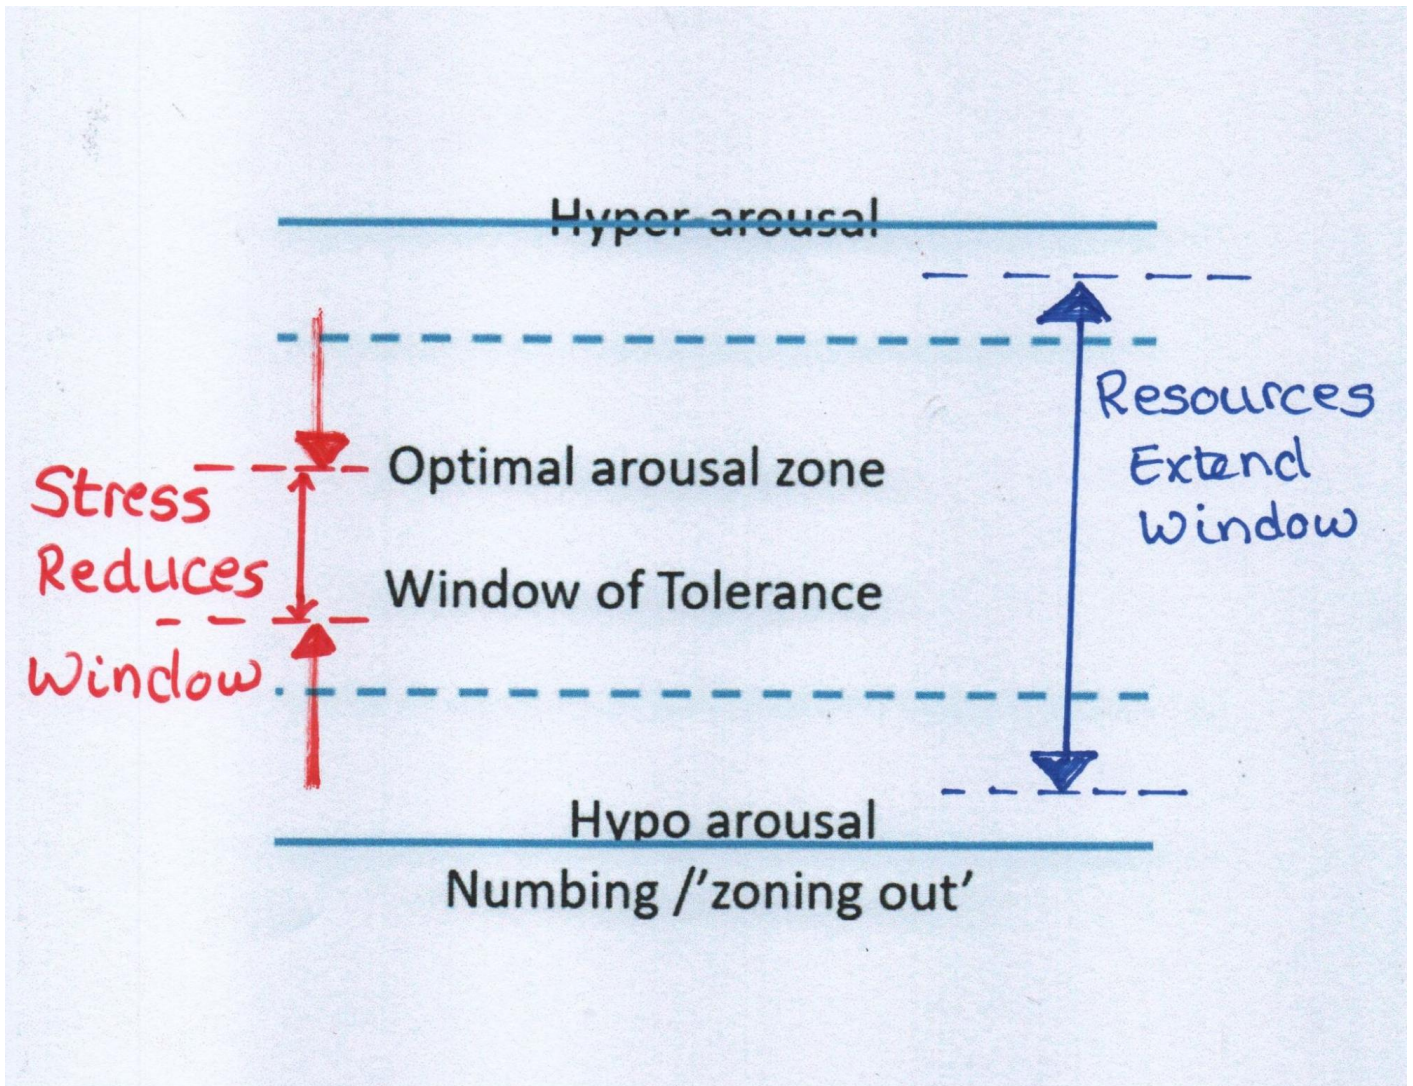 Hyper-arousal
Stress
Reduces
Window
Optimal arousal zone
Window of Tolerance
Resources
Extend
Window
Hypo arousal
Numbing /’zoning out’